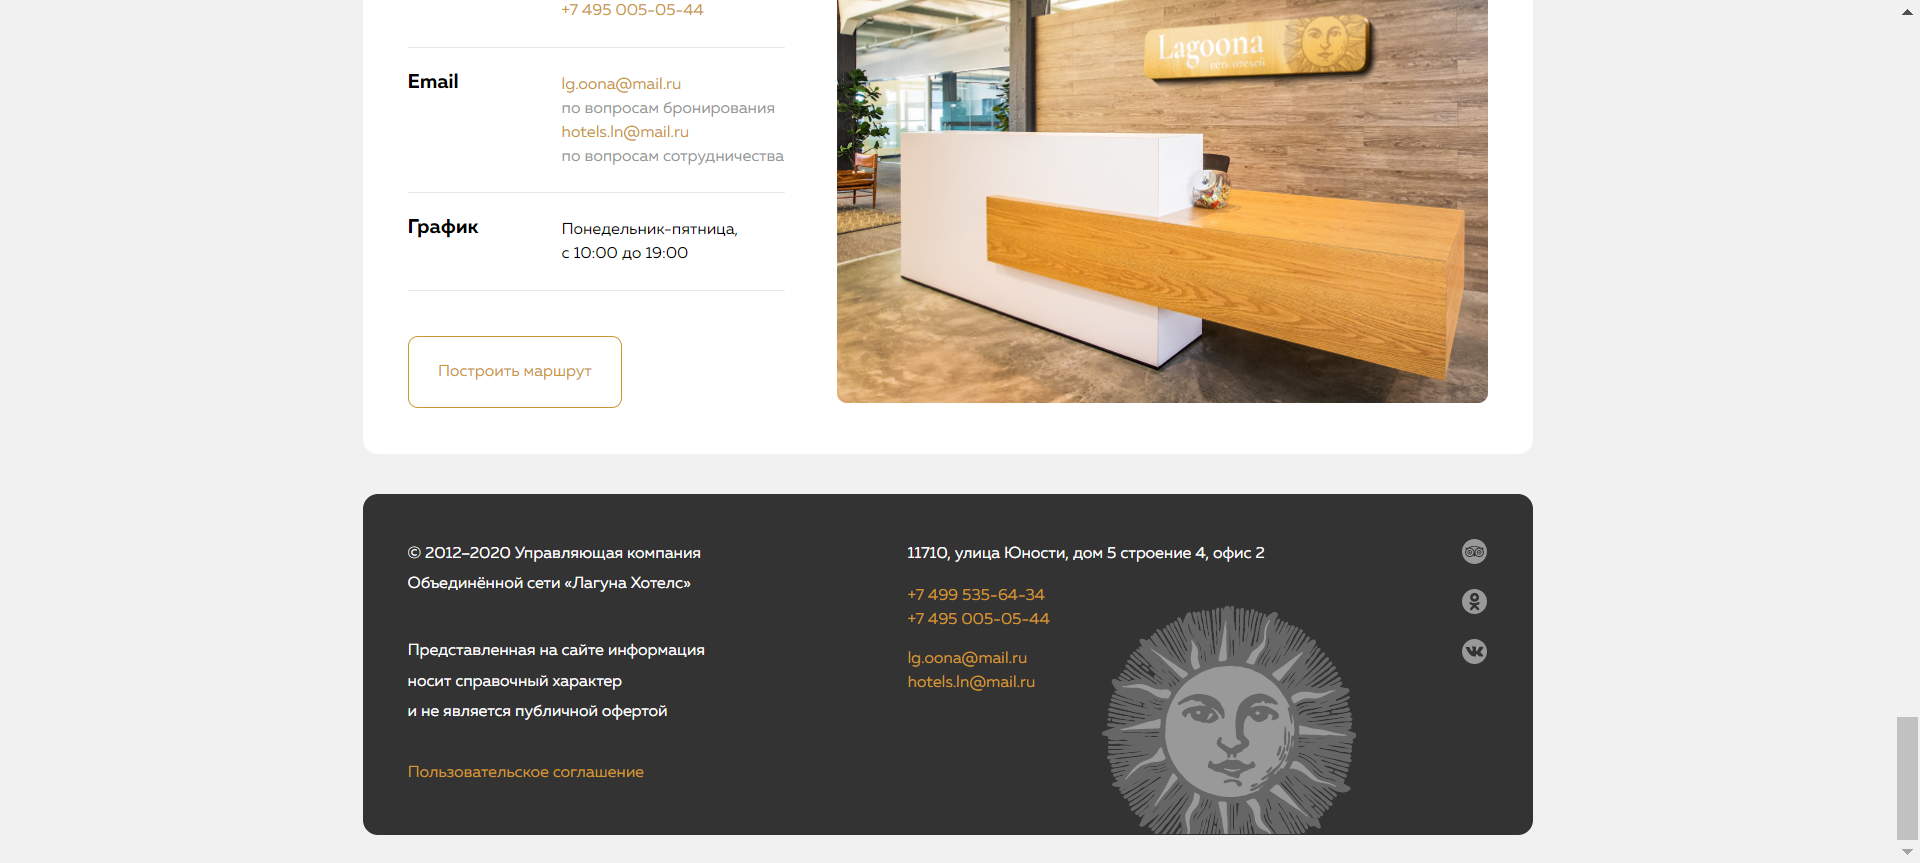 +7 495 005-05-44
Email
lg.oona@mail.ru
по вопросам бронирования
hotels.ln@mail.ru
по вопросам сотрудничества
График
Понедельник-пятница,
с 10:00 до 19:00
Построить маршрут
Lagoona
сеть отелей
© 2012–2020 Управляющая компания
Объединённой сети «Лагуна Хотелс»
Представленная на сайте информация
носит справочный характер
и не является публичной офертой
Пользовательское соглашение
11710, улица Юности, дом 5 строение 4, офис 2
+7 499 535-64-34
+7 495 005-05-44
lg.oona@mail.ru
hotels.ln@mail.ru